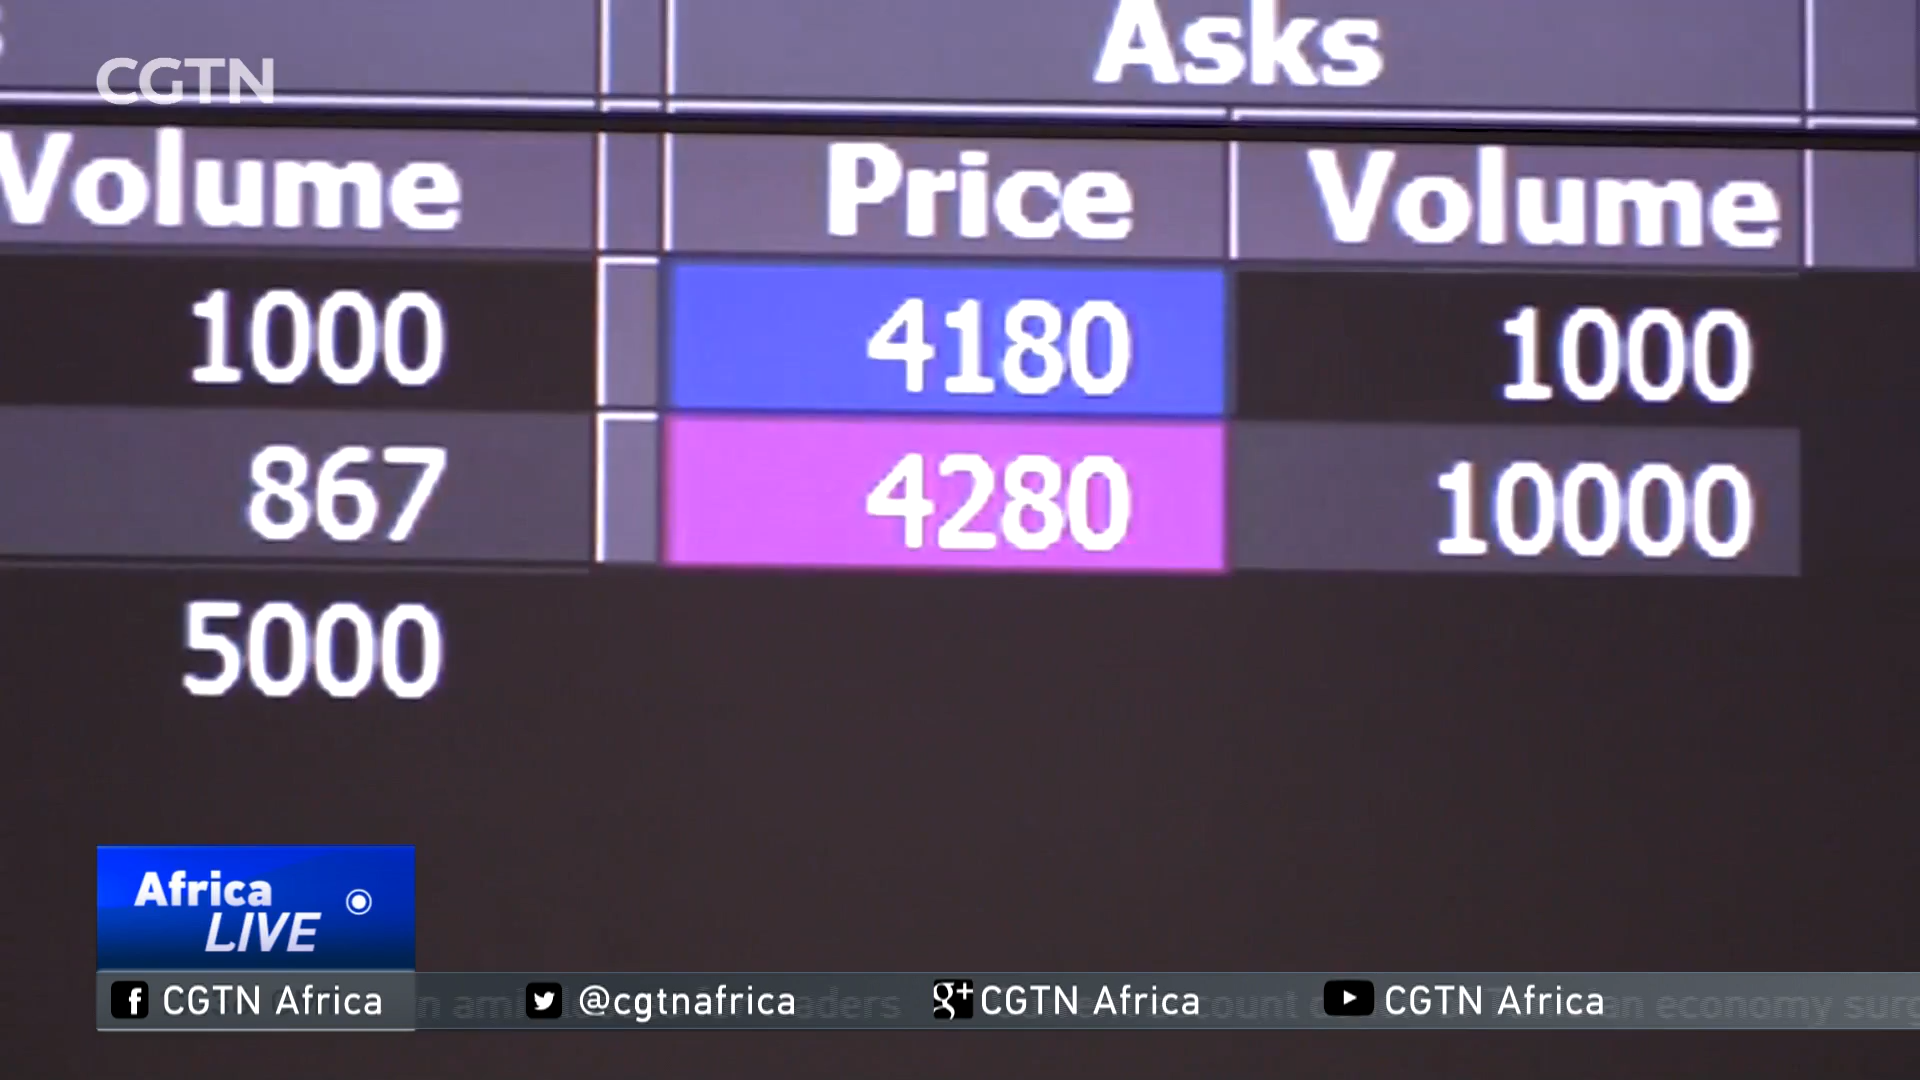 CGTN
Asks
Volume Price Volume
1000 4180 1000
867 4280 10000
5000
Africa
LIVE
CGTN Africa @cgtnafrica g+ CGTN Africa CGTN Africa
economy